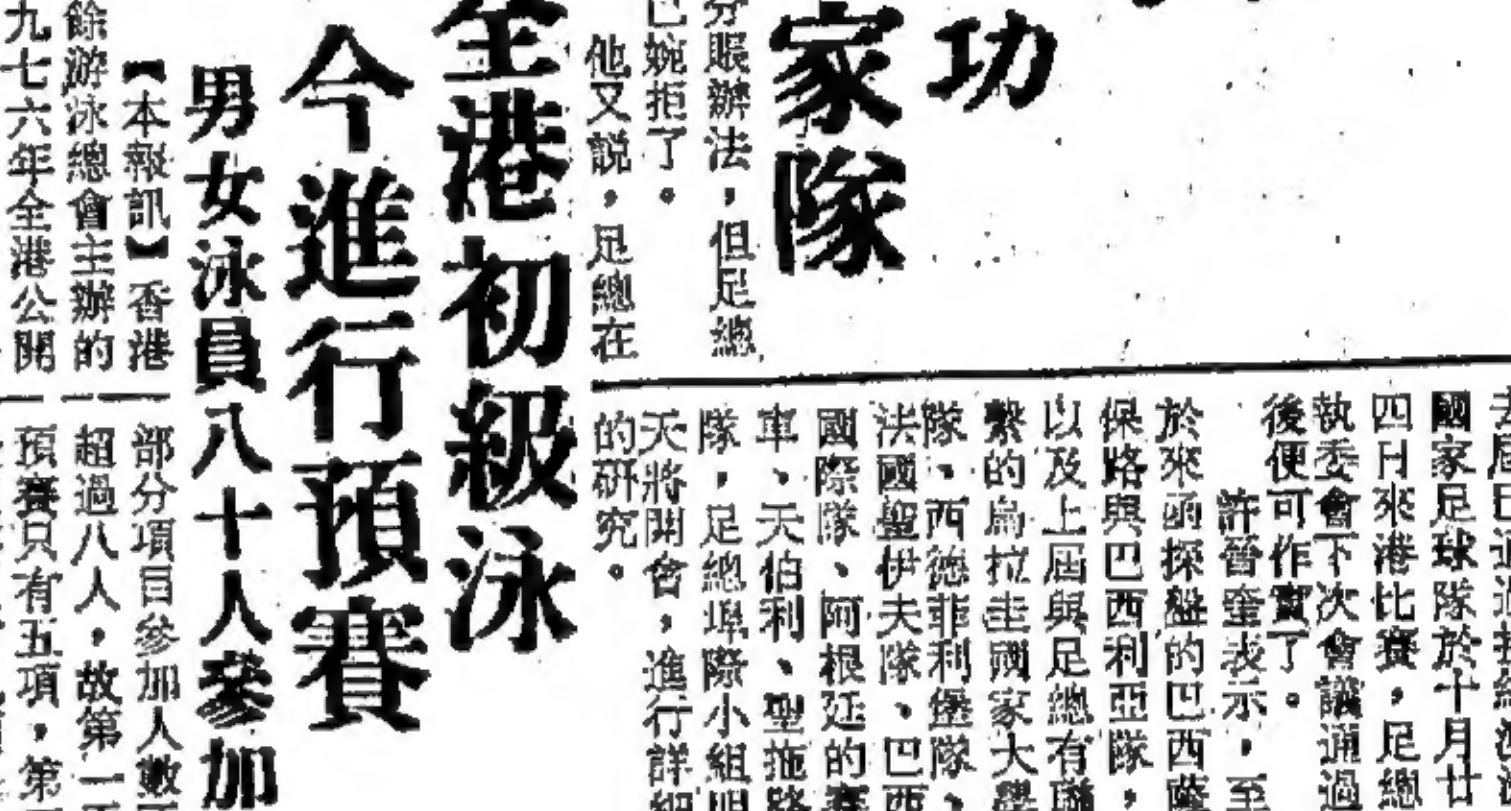 功
家隊
分賬辦法，但足總
已婉拒了。
他又説，足總在
國家足球隊於十月廿
四日來港比賽，足總
執委會下次會議通過
後便可作實了。
許晉奎表示，至
於來函探盤的巴西薩
保路與巴西利亞隊，
以及上屆與足總有聯
繫的烏拉圭國家大學
隊、西德菲利堡隊、
法國聖伊夫隊、巴西
國際隊、阿根廷的賽
車、天伯利、聖拖路
隊，足總埠際小組明
天將開會，進行詳細
的研究。
全港初級泳
今進行預賽
男女泳員八十人參加
【本報訊】香港
餘游泳總會主辦的
九七六年全港公開
部分項目參加人數
超過八人，故第一
預賽只有五項，第